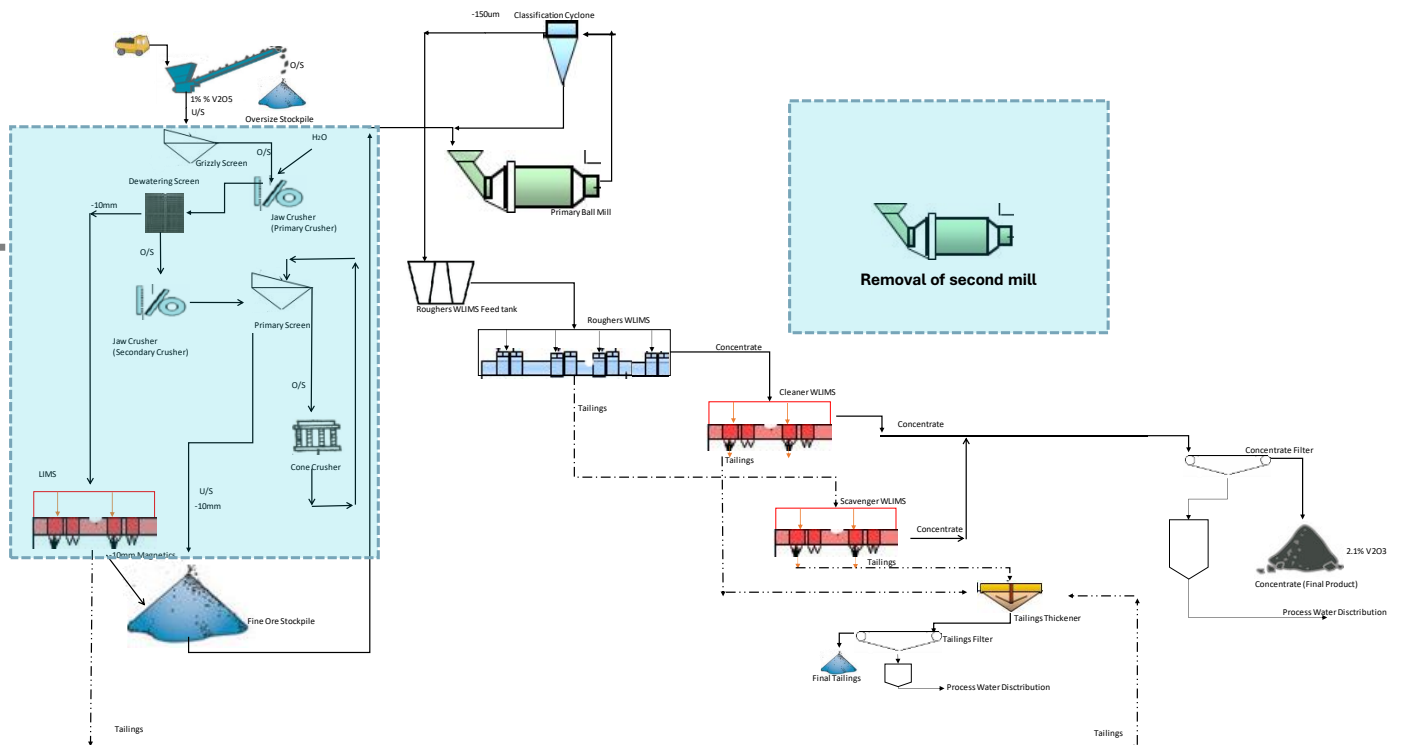 -150um
Classification Cyclone
O/S
1% % V2O5
U/S
Oversize Stockpile
H2O
Grizzly Screen
O/S
Dewatering Screen
-10mm
Jaw Crusher
(Primary Crusher)
Primary Ball Mill
O/S
Removal of second mill
Jaw Crusher
(Secondary Crusher)
Primary Screen
Roughers WLIMS Feed tank
Roughers WLIMS
Concentrate
O/S
Tailings
Cleaner WLIMS
Concentrate
Cone Crusher
Tailings
Concentrate Filter
LIMS
U/S
-10mm
Scavenger WLIMS
Concentrate
-10mm Magnetics
Tailings
2.1% V2O3
Concentrate (Final Product)
Fine Ore Stockpile
Tailings Thickener
Process Water Disctribution
Tailings Filter
Final Tailings
Process Water Disctribution
Tailings
Tailings